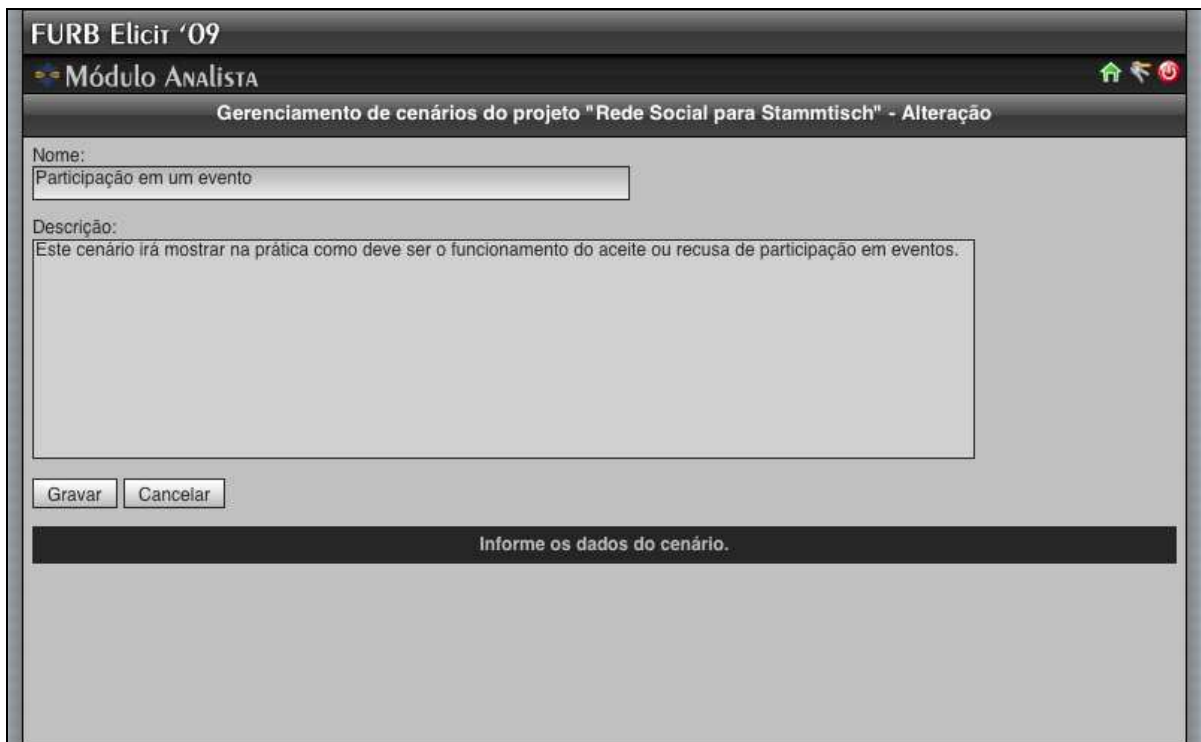 FURB Elicit ‘09
Módulo Analista
Gerenciamento de cenários do projeto "Rede Social para Stammtisch" - Alteração
Nome:
Participação em um evento
Descrição:
Este cenário irá mostrar na prática como deve ser o funcionamento do aceite ou recusa de participação em eventos.
Gravar Cancelar
Informe os dados do cenário.